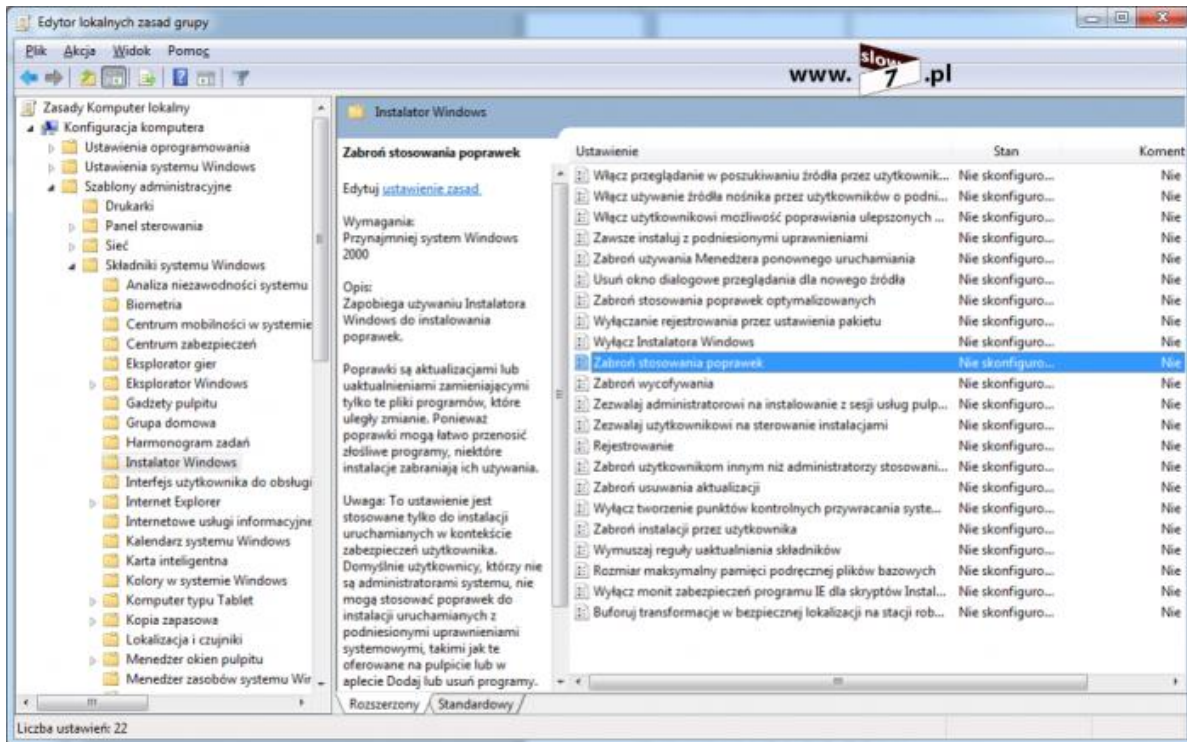 Edytor lokalnych zasad grupy
Plik Akcja Widok Pomoc
www.slow7.pl
Zasady Komputer lokalny
Konfiguracja komputera
Ustawienia oprogramowania
Ustawienia systemu Windows
Szablony administracyjne
Drukarki
Panel sterowania
Sieć
Składniki systemu Windows
Analiza niezawodności systemu
Biometria
Centrum mobilności w systemie
Centrum zabezpieczeń
Eksplorator gier
Eksplorator Windows
Gadżety pulpitu
Grupa domowa
Harmonogram zadań
Instalator Windows
Interfejs użytkownika do obsługi
Internet Explorer
Internetowe usługi informacyjne
Kalendarz systemu Windows
Karta inteligentna
Kolory w systemie Windows
Komputer typu Tablet
Kopia zapasowa
Lokalizacja i czujniki
Menedżer okien pulpitu
Menedżer zasobów systemu Wir
Instalator Windows
Zabroń stosowania poprawek
Edytuj ustawienie zasad.
Wymagania:
Przynajmniej system Windows
2000
Opis:
Zapobiega używaniu Instalatora
Windows do instalowania
poprawek.
Poprawki są aktualizacjami lub
uaktualnieniami zamieniającymi
tylko te pliki programów, które
uległy zmianie. Ponieważ
poprawki mogą łatwo przenosić
złośliwe programy, niektóre
instalacje zabraniają ich używania.
Uwaga: To ustawienie jest
stosowane tylko do instalacji
uruchamianych w kontekście
zabezpieczeń użytkownika.
Domyślnie użytkownicy, którzy nie
są administratorami systemu, nie
mogą stosować poprawek do
instalacji uruchamianych z
podniesionymi uprawnieniami
systemowymi, takimi jak te
oferowane na pulpicie lub w
aplecie Dodaj lub usuń programy.
Ustawienie Stan Koment
Włącz przeglądanie w poszukiwaniu źródła przez użytkownik... Nie skonfiguro... Nie
Włącz używanie źródła nośnika przez użytkowników o podni... Nie skonfiguro... Nie
Włącz użytkownikowi możliwość poprawiania ulepszonych ... Nie skonfiguro... Nie
Zawsze instaluj z podniesionymi uprawnieniami Nie skonfiguro... Nie
Zabroń używania Menedżera ponownego uruchamiania Nie skonfiguro... Nie
Usuń okno dialogowe przeglądania dla nowego źródła Nie skonfiguro... Nie
Zabroń stosowania poprawek optymalizowanych Nie skonfiguro... Nie
Wyłączanie rejestrowania przez ustawienia pakietu Nie skonfiguro... Nie
Wyłącz Instalatora Windows Nie skonfiguro... Nie
Zabroń stosowania poprawek Nie skonfiguro... Nie
Zabroń wycofywania Nie skonfiguro... Nie
Zezwalaj administratorowi na instalowanie z sesji usług pulp... Nie skonfiguro... Nie
Zezwalaj użytkownikowi na sterowanie instalacjami Nie skonfiguro... Nie
Rejestrowanie Nie skonfiguro... Nie
Zabroń użytkownikom innym niż administratorzy stosowani... Nie skonfiguro... Nie
Zabroń usuwania aktualizacji Nie skonfiguro... Nie
Wyłącz tworzenie punktów kontrolnych przywracania syste... Nie skonfiguro... Nie
Zabroń instalacji przez użytkownika Nie skonfiguro... Nie
Wymuszaj reguły uaktualniania składników Nie skonfiguro... Nie
Rozmiar maksymalny pamięci podręcznej plików bazowych Nie skonfiguro... Nie
Wyłącz monit zabezpieczeń programu IE dla skryptów Instal... Nie skonfiguro... Nie
Buforuj transformacje w bezpiecznej lokalizacji na stacji rob... Nie skonfiguro... Nie
Rozszerzony Standardowy
Liczba ustawień: 22